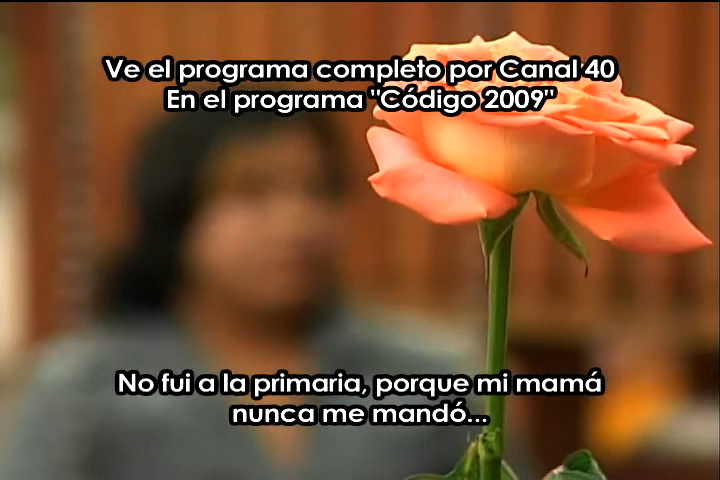 Ve el programa completo por Canal 40
En el programa "Código 2009"
No fui a la primaria, porque mi mamá
nunca me mandó...